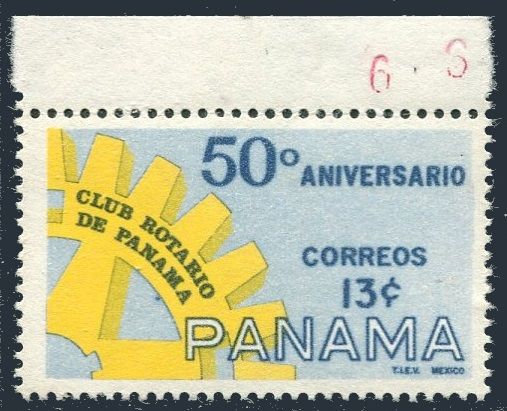 6 6
50° ANIVERSARIO
CLUB ROTARIO
DE PANAMA
CORREOS
13¢
PANAMA
T.I.E.V. MEXICO